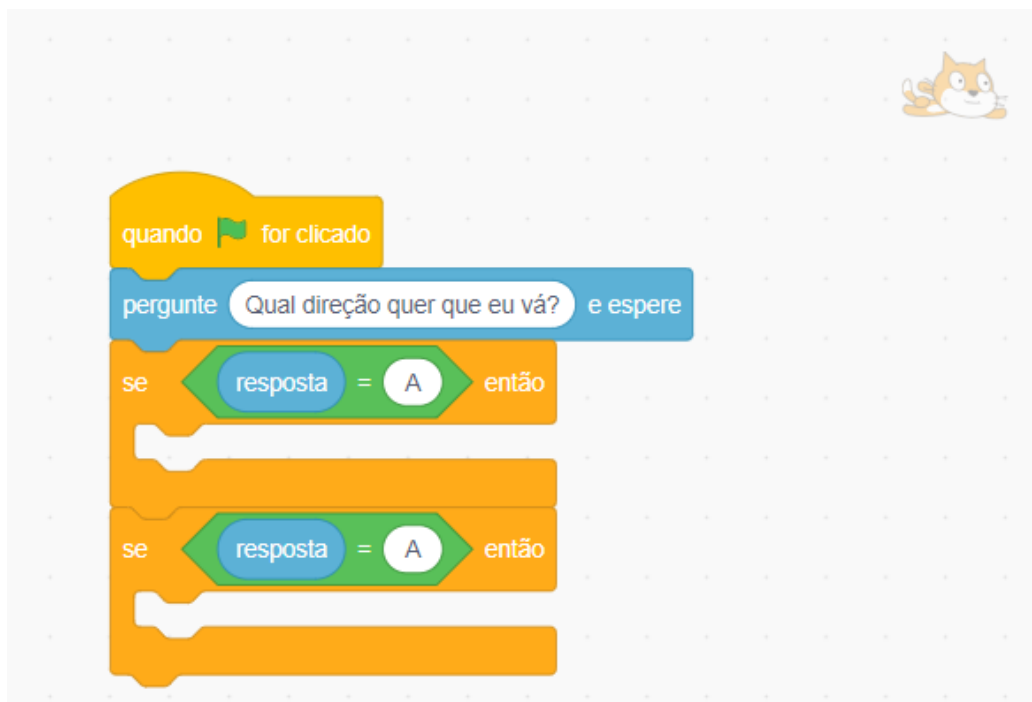 quando for clicado
pergunte Qual direção quer que eu vá? e espere
se resposta = A então
se resposta = A então